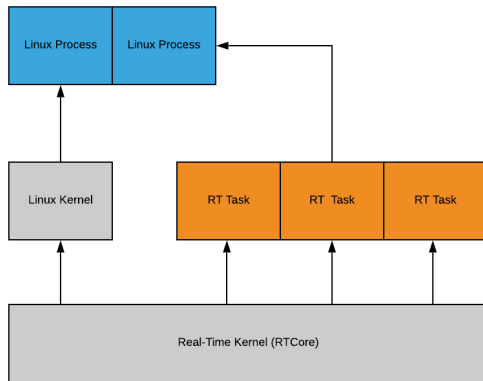 Linux Process
Linux Process
Linux Kernel
RT Task
RT Task
RT Task
Real-Time Kernel (RTCore)